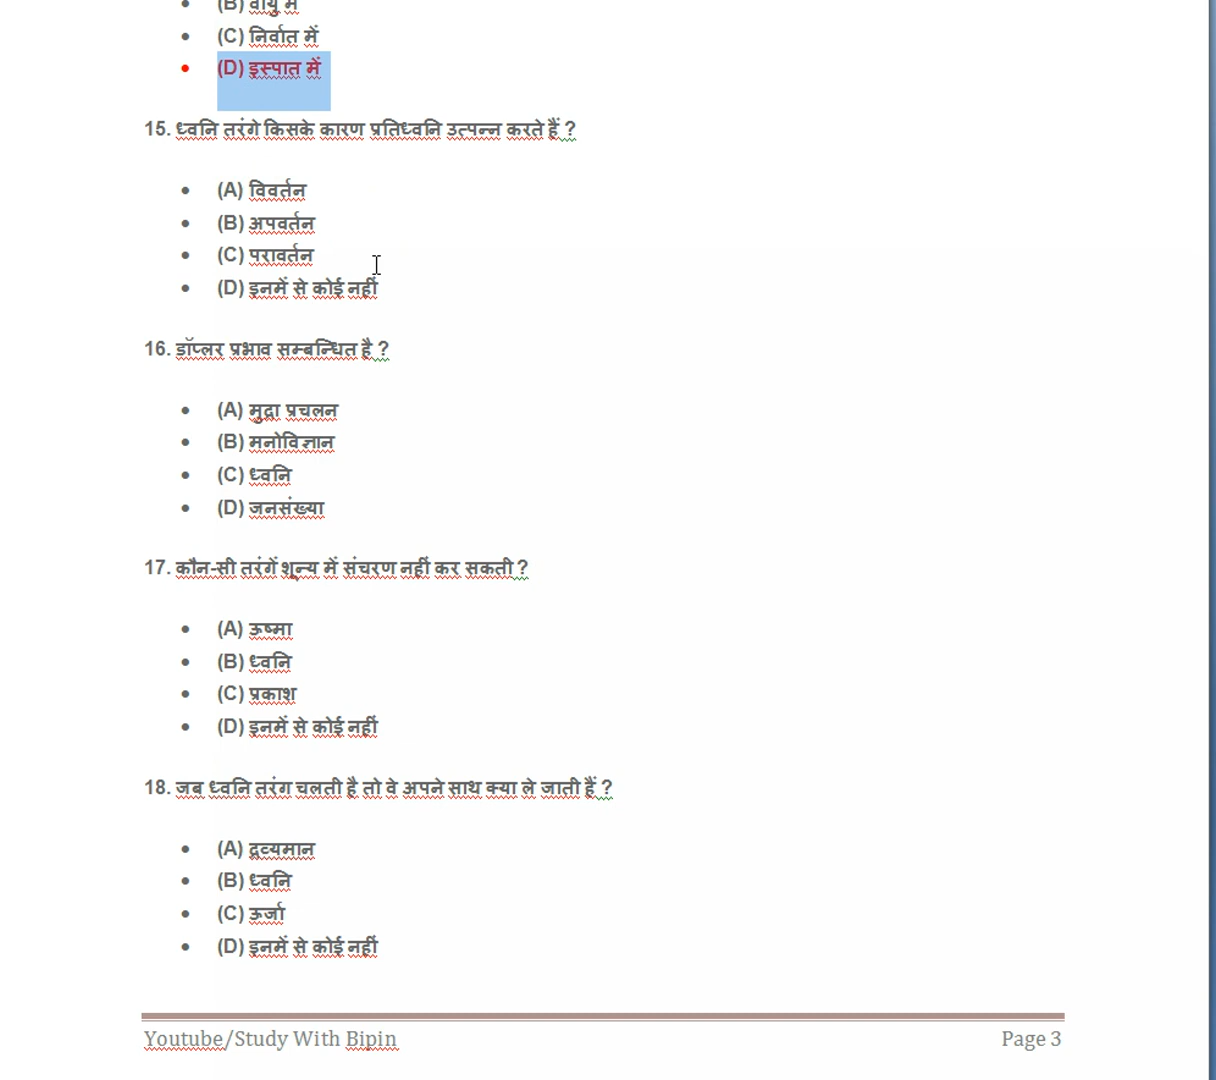 (B) वायु में
(C) निर्वात में
(D) इस्पात में
15. ध्वनि तरंगे किसके कारण प्रतिध्वनि उत्पन्न करते हैं ?
(A) विवर्तन
(B) अपवर्तन
(C) परावर्तन
(D) इनमें से कोई नहीं
16. डॉप्लर प्रभाव सम्बन्धित है ?
(A) मुद्रा प्रचलन
(B) मनोविज्ञान
(C) ध्वनि
(D) जनसंख्या
17. कौन-सी तरंगें शून्य में संचरण नहीं कर सकती ?
(A) ऊष्मा
(B) ध्वनि
(C) प्रकाश
(D) इनमें से कोई नहीं
18. जब ध्वनि तरंग चलती है तो वे अपने साथ क्या ले जाती हैं ?
(A) द्रव्यमान
(B) ध्वनि
(C) ऊर्जा
(D) इनमें से कोई नहीं
Youtube/Study With Bipin Page 3